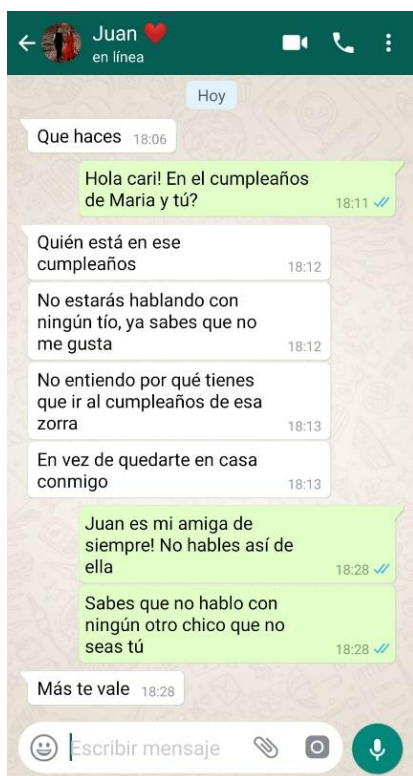 Juan ❤️
en línea
Hoy
Que haces 18:06
Hola cari! En el cumpleaños
de Maria y tú? 18:11
Quién está en ese
cumpleaños 18:12
No estarás hablando con
ningún tío, ya sabes que no
me gusta 18:12
No entiendo por qué tienes
que ir al cumpleaños de esa
zorra 18:13
En vez de quedarte en casa
conmigo 18:13
Juan es mi amiga de
siempre! No hables así de
ella 18:28
Sabes que no hablo con
ningún otro chico que no
seas tú 18:28
Más te vale 18:28
Escribir mensaje